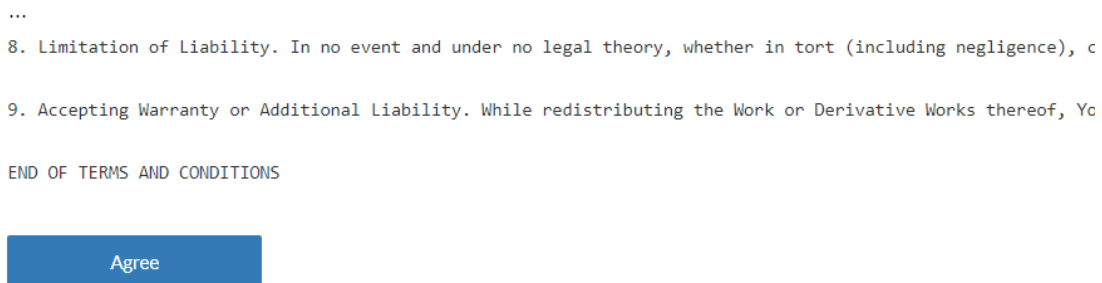 ...
8. Limitation of Liability. In no event and under no legal theory, whether in tort (including negligence),
9. Accepting Warranty or Additional Liability. While redistributing the Work or Derivative Works thereof,
END OF TERMS AND CONDITIONS
Agree